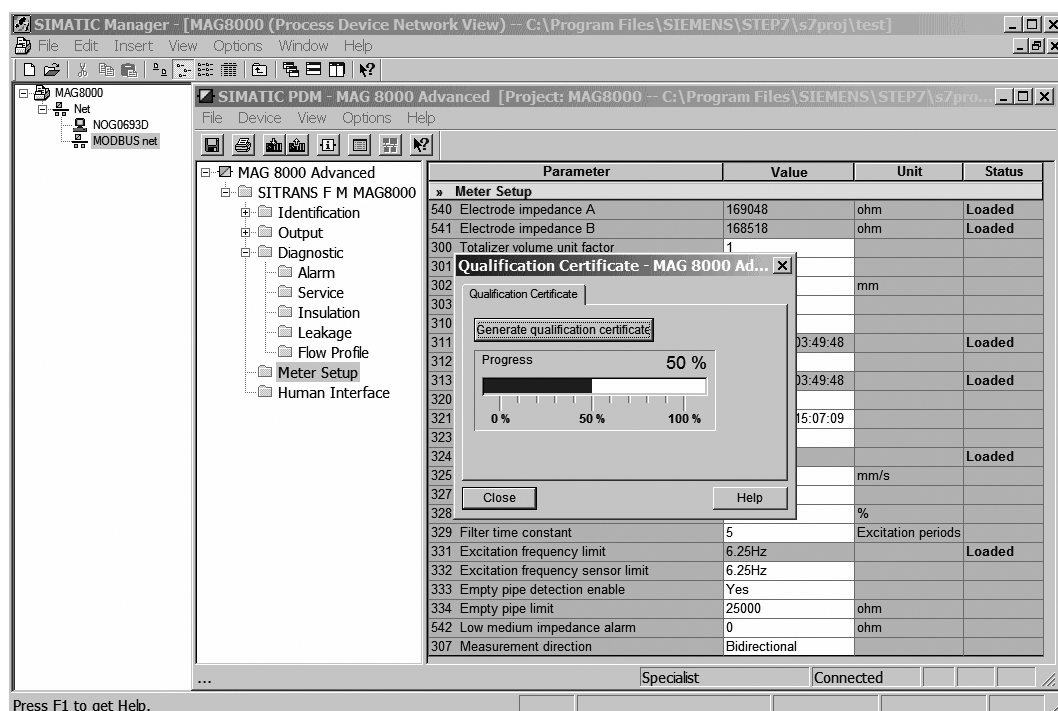 SIMATIC Manager - [MAG8000 (Process Device Network View) -- C:\Program Files\SIEMENS\STEP7\s7proj\test]
File Edit Insert View Options Window Help
MAG8000
Net
NOG0693D
MODBUS net
SIMATIC PDM - MAG 8000 Advanced [Project: MAG8000 -- C:\Program Files\SIEMENS\STEP7\s7pro...
File Device View Options Help
MAG 8000 Advanced
SITRANS F M MAG8000
Identification
Output
Diagnostic
Alarm
Service
Insulation
Leakage
Flow Profile
Meter Setup
Human Interface
Parameter Value Unit Status
» Meter Setup
540 Electrode impedance A 169048 ohm Loaded
541 Electrode impedance B 168518 ohm Loaded
300 Totalizer volume unit factor 1
301
302 mm
303
310
311 03:49:48 Loaded
312
313 03:49:48 Loaded
320
321 15:07:09
323
324 Loaded
325 mm/s
327
328 %
329 Filter time constant 5 Excitation periods
331 Excitation frequency limit 6.25Hz Loaded
332 Excitation frequency sensor limit 6.25Hz
333 Empty pipe detection enable Yes
334 Empty pipe limit 25000 ohm
542 Low medium impedance alarm 0 ohm
307 Measurement direction Bidirectional
Qualification Certificate - MAG 8000 Ad...
Qualification Certificate
Generate qualification certificate
Progress 50 %
0 % 50 % 100 %
Close Help
... Specialist Connected
Press F1 to get Help.